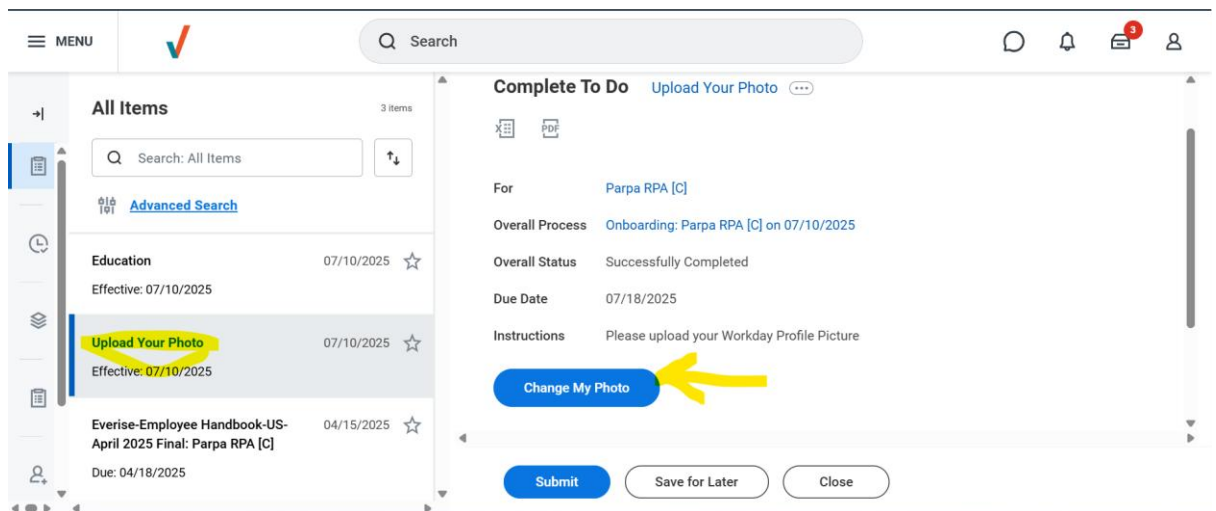 MENU
Search
3
All Items
3 items
Search: All Items
Advanced Search
Education 07/10/2025
Effective: 07/10/2025
Upload Your Photo 07/10/2025
Effective: 07/10/2025
Everise-Employee Handbook-US- 04/15/2025
April 2025 Final: Parpa RPA [C]
Due: 04/18/2025
Complete To Do Upload Your Photo
X PDF
For Parpa RPA [C]
Overall Process Onboarding: Parpa RPA [C] on 07/10/2025
Overall Status Successfully Completed
Due Date 07/18/2025
Instructions Please upload your Workday Profile Picture
Change My Photo
Submit Save for Later Close